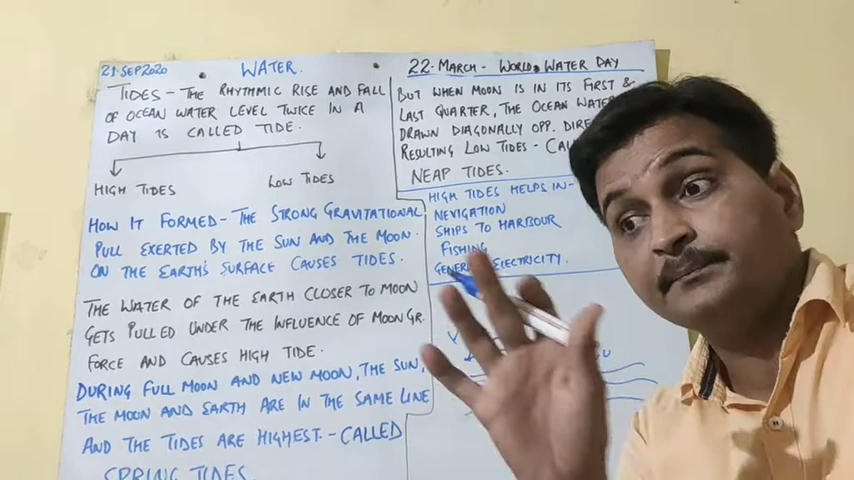 21.SEP2020
WATER
TIDES - THE RHYTHMIC RISE AND FALL
OF OCEAN WATER LEVEL TWICE IN A
DAY IS CALLED TIDE.
HIGH TIDES
LOW TIDES
HOW IT FORMED - THE STRONG GRAVITATIONAL
PULL EXERTED BY THE SUN AND THE MOON
ON THE EARTH'S SURFACE CAUSES TIDES.
THE WATER OF THE EARTH CLOSER TO MOON
GETS PULLED UNDER THE INFLUENCE OF MOON GR.
FORCE AND CAUSES HIGH TIDE.
DURING FULL MOON AND NEW MOON, THE SUN,
THE MOON AND EARTH ARE IN THE SAME LINE
AND THE TIDES ARE HIGHEST. - CALLED
SPRING TIDES
22. MARCH - WORLD WATER DAY
BUT WHEN MOON IS IN ITS FIRST &
LAST QUARTER, THE OCEAN
DRAWN DIAGONALLY OPP.
RESULTING LOW TIDES -
NEAP TIDES.
HIGH TIDES HELPS IN -
NEVIGATION
SHIPS TO HARBOUR
FISHING
ELECTRICITY.